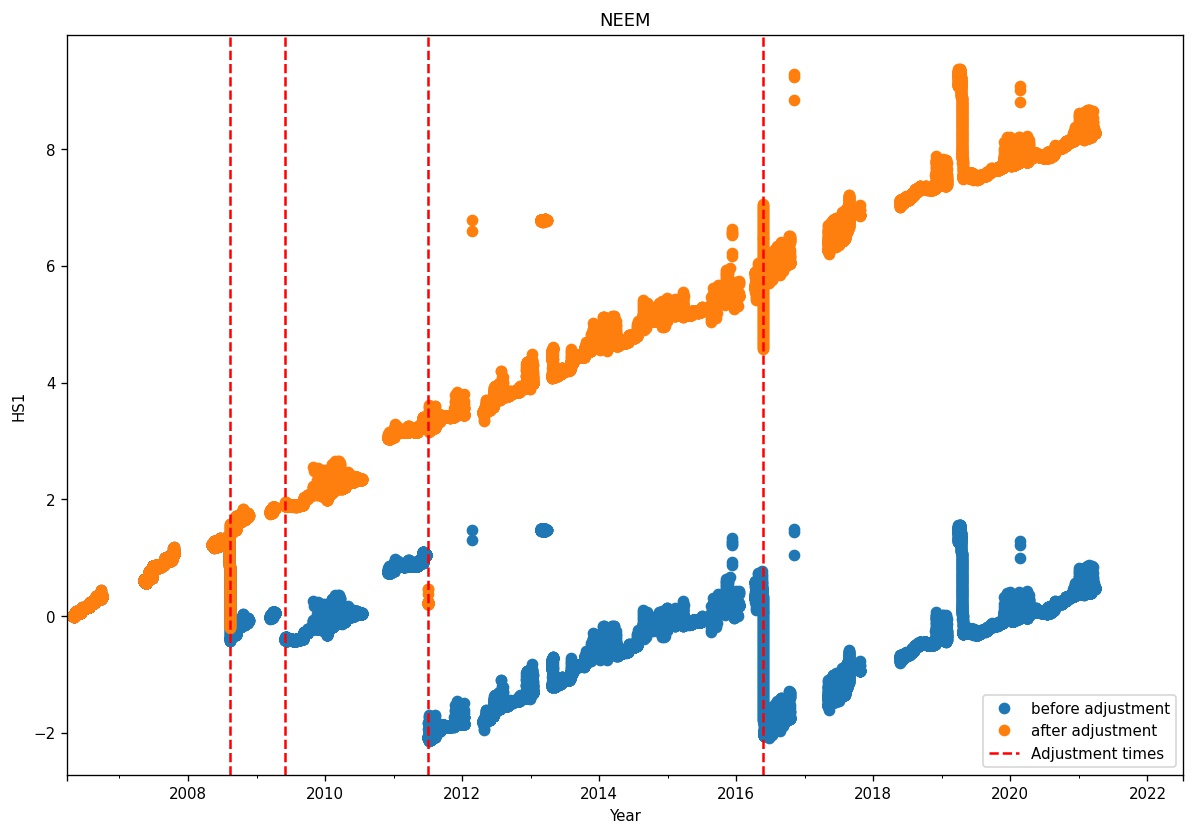 NEEM
HS1
8
6
4
2
0
−2
2008 2010 2012 2014 2016 2018 2020 2022
Year
before adjustment
after adjustment
Adjustment times